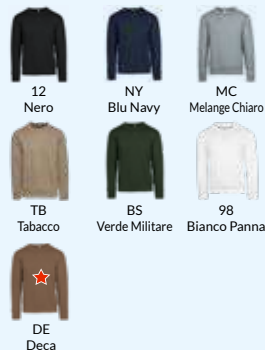 12
Nero
NY
Blu Navy
MC
Melange Chiaro
TB
Tabacco
BS
Verde Militare
98
Bianco Panna
DE
Deca